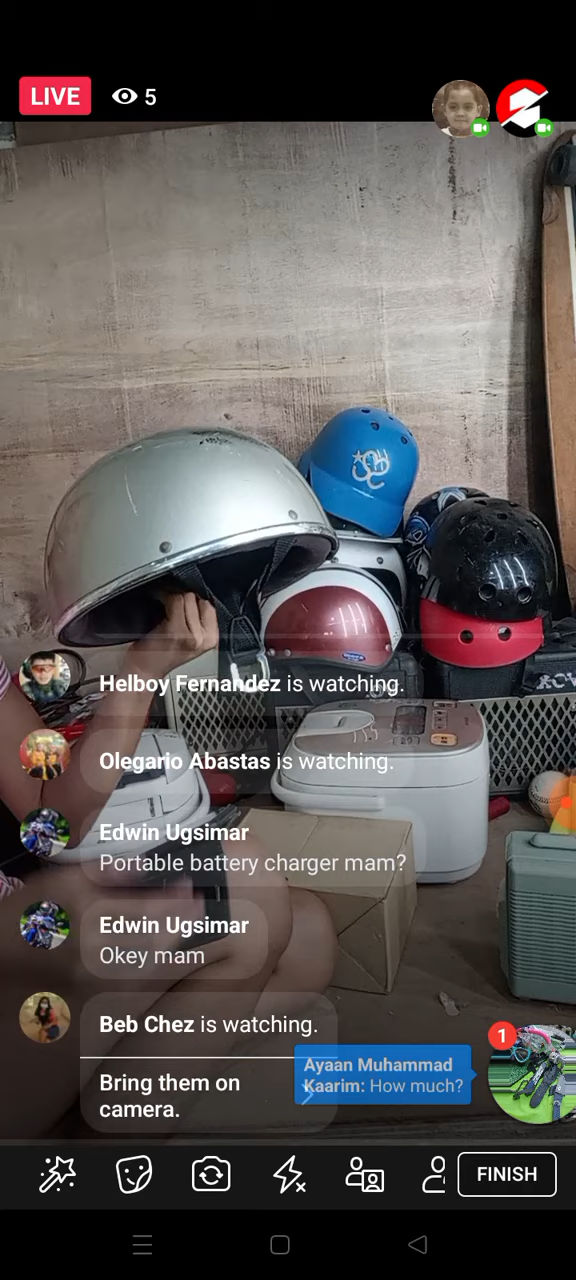 LIVE
5
Helboy Fernandez is watching.
Olegario Abastas is watching.
Edwin Ugsimar
Portable battery charger mam?
Edwin Ugsimar
Okey mam
Beb Chez is watching.
Bring them on
camera.
1
Ayaan Muhammad
Kaarim: How much?
FINISH